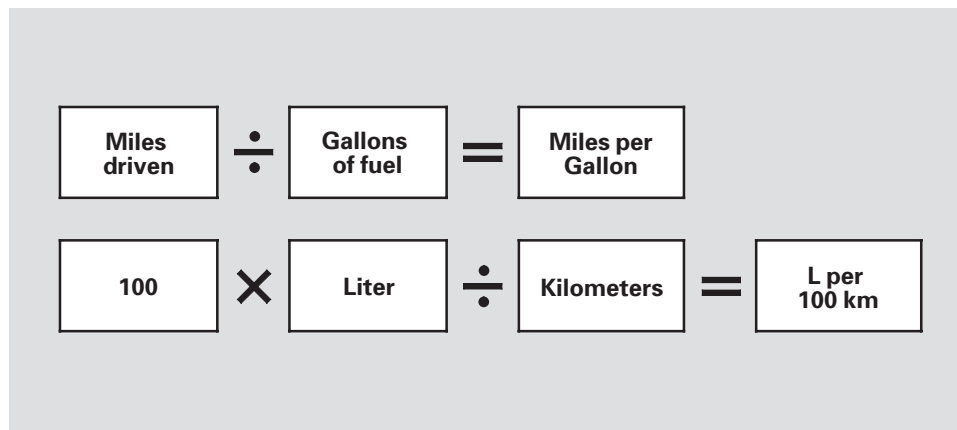 Miles driven ÷ Gallons of fuel = Miles per Gallon
100 × Liter ÷ Kilometers = L per 100 km